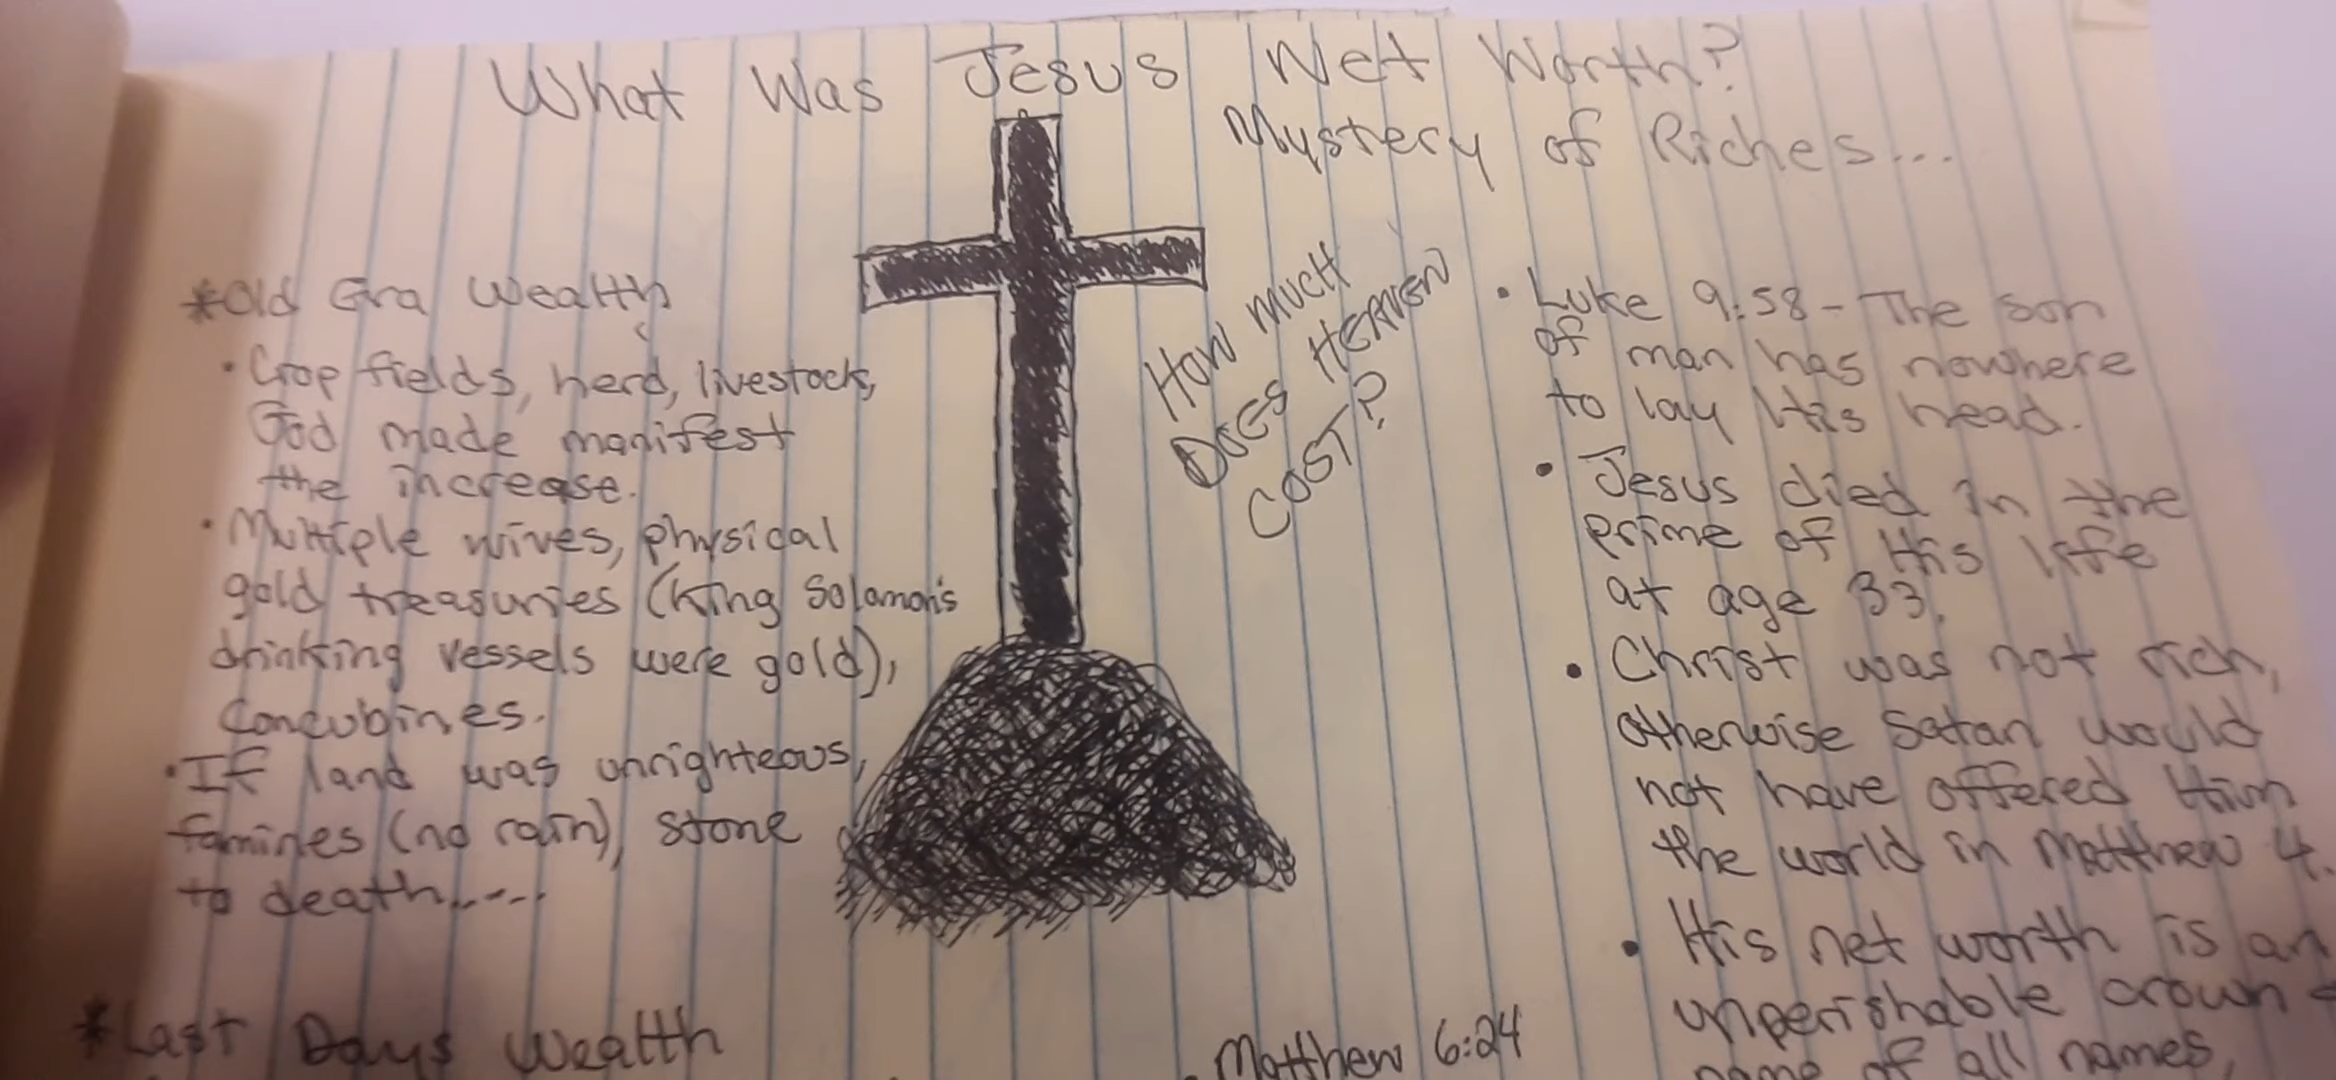 What Was Jesus Net Worth?
Mystery of Riches...
*Old Era Wealth
• Crop fields, herd, livestock,
God made manifest
the increase.
• Multiple wives, physical
gold treasuries (King Solomon's
drinking vessels were gold),
Concubines.
• If land was unrighteous,
famines (no rain), stone
to death......
*Last Days Wealth
HOW MUCH
DOES HEAVEN
COST?
• Luke 9:58 - The son
of man has nowhere
to lay His head.
• Jesus died in the
prime of His life
at age 33.
• Christ was not rich,
otherwise Satan would
not have offered Him
the world in Matthew 4.
• His net worth is an
unperishable crown
name of all names,
• Matthew 6:24